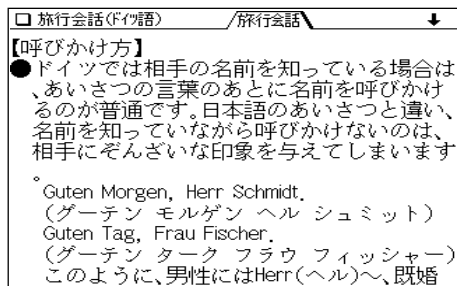 旅行会話(ドイツ語) 旅行会話 ↓
【呼びかけ方】
●ドイツでは相手の名前を知っている場合は
、あいさつの言葉のあとに名前を呼びかけ
るのが普通です。日本語のあいさつと違い、
名前を知っていながら呼びかけないのは、
相手にぞんざいな印象を与えてしまいます
。
Guten Morgen, Herr Schmidt.
(グーテン モルゲン ヘル シュミット)
Guten Tag, Frau Fischer.
(グーテン ターク フラウ フィッシャー)
このように、男性にはHerr(ヘル)～、既婚